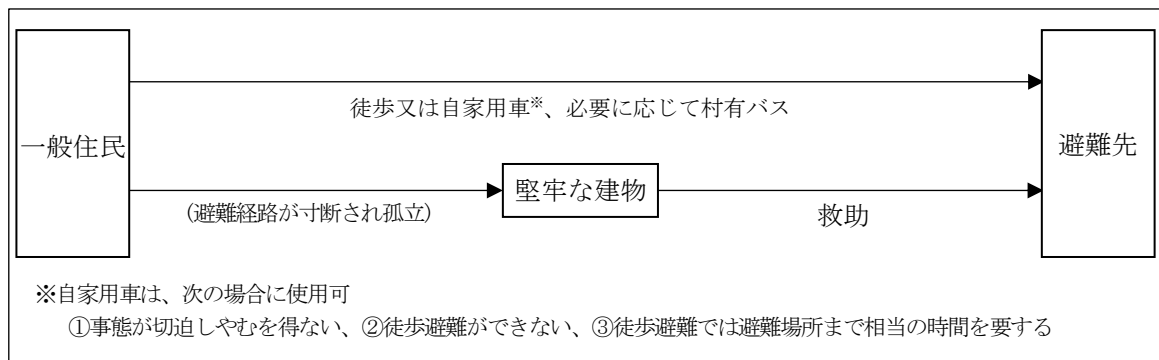 徒歩又は自家用車※、必要に応じて村有バス
一般住民
避難先
堅牢な建物
(避難経路が寸断され孤立)
救助
※自家用車は、次の場合に使用可
①事態が切迫しやむを得ない、②徒歩避難ができない、③徒歩避難では避難場所まで相当の時間を要する